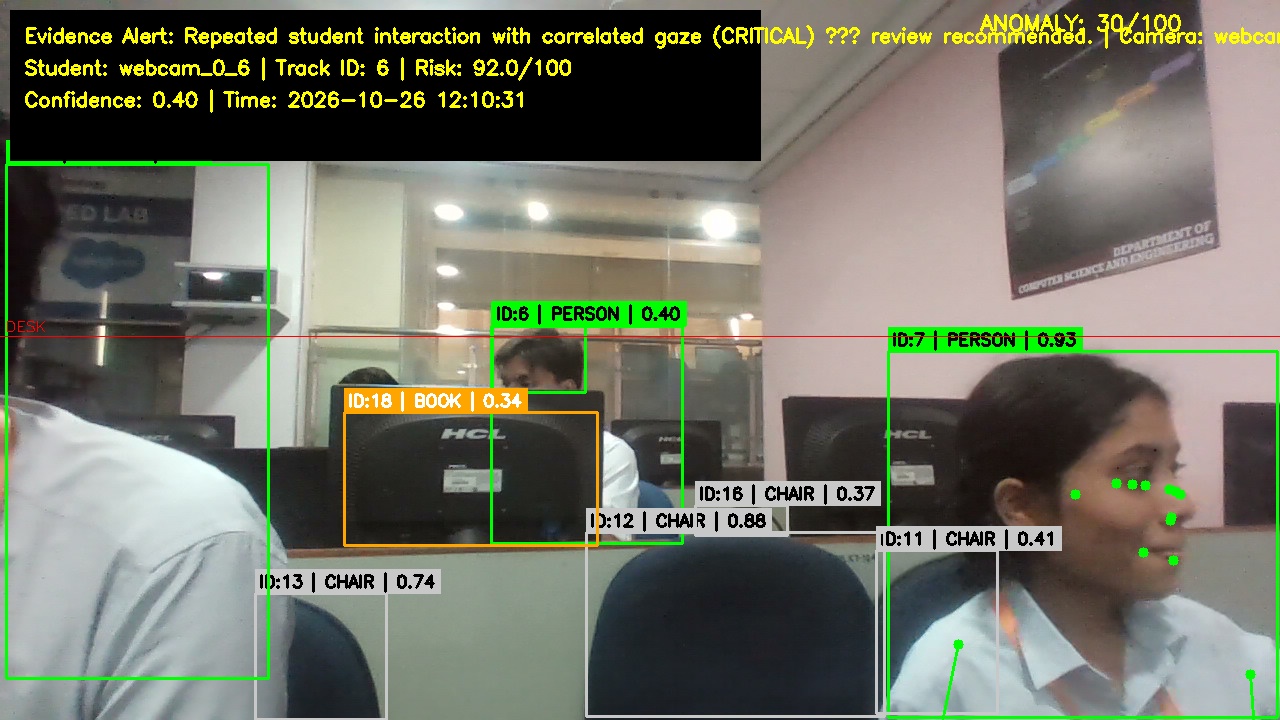 ANOMALY: 30/100
Evidence Alert: Repeated student interaction with correlated gaze (CRITICAL) ??? review recommended. | Camera: webca
Student: webcam_0_6 | Track ID: 6 | Risk: 92.0/100
Confidence: 0.40 | Time: 2026-10-26 12:10:31
ED LAB
DEPARTMENT OF
COMPUTER SCIENCE AND ENGINEERING
ID:6 | PERSON | 0.40
DESK
ID:7 | PERSON | 0.93
ID:18 | BOOK | 0.34
HCL
HCL
HCL
ID:16 | CHAIR | 0.37
ID:12 | CHAIR | 0.88
ID:11 | CHAIR | 0.41
ID:13 | CHAIR | 0.74